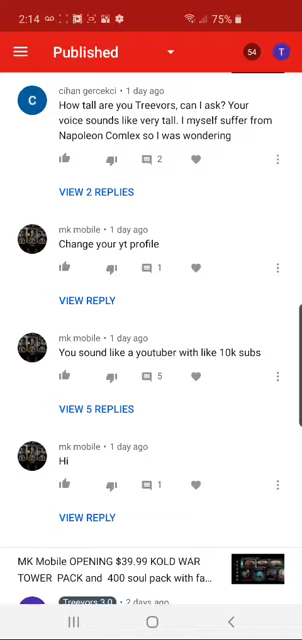 2:14 75%
Published 54 T
C
cihan gercekci • 1 day ago
How tall are you Treevors, can I ask? Your
voice sounds like very tall. I myself suffer from
Napoleon Comlex so I was wondering
2
VIEW 2 REPLIES
mk mobile • 1 day ago
Change your yt profile
1
VIEW REPLY
mk mobile • 1 day ago
You sound like a youtuber with like 10k subs
5
VIEW 5 REPLIES
mk mobile • 1 day ago
Hi
1
VIEW REPLY
MK Mobile OPENING $39.99 KOLD WAR
TOWER PACK and 400 soul pack with fa...
Treevors 3.0 • 2 days ago